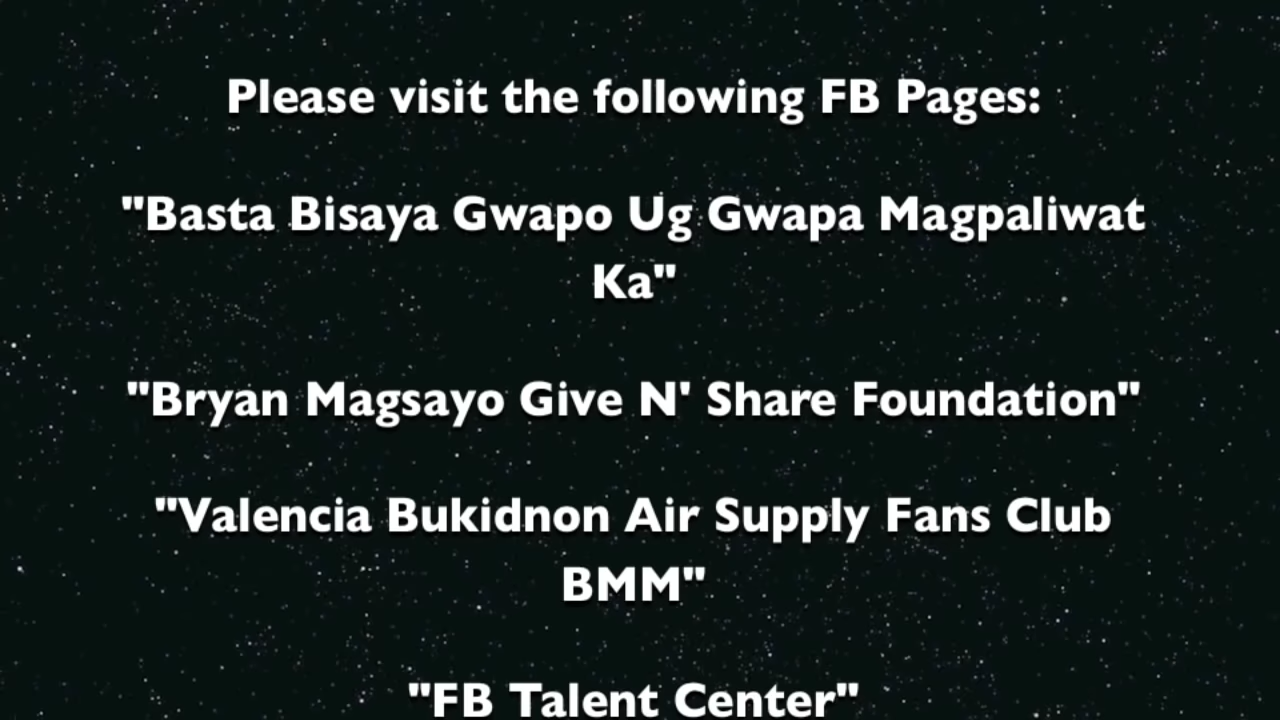 Please visit the following FB Pages:
"Basta Bisaya Gwapo Ug Gwapa Magpaliwat
Ka"
"Bryan Magsayo Give N' Share Foundation"
"Valencia Bukidnon Air Supply Fans Club
BMM"
"FB Talent Center"